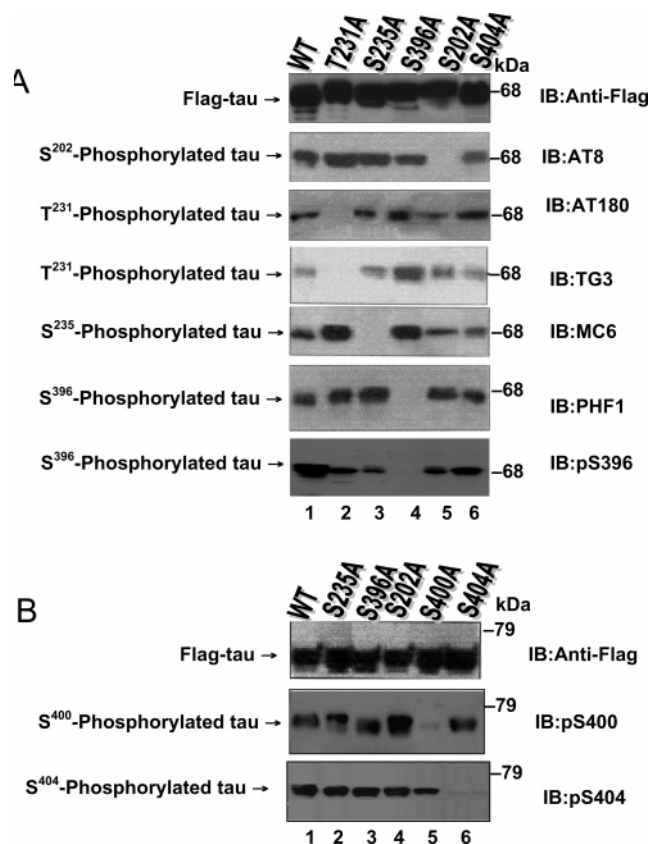 A
WT T231A S235A S396A S202A S404A
kDa
Flag-tau → –68 IB:Anti-Flag
S²⁰²-Phosphorylated tau → –68 IB:AT8
T²³¹-Phosphorylated tau → –68 IB:AT180
T²³¹-Phosphorylated tau → –68 IB:TG3
S²³⁵-Phosphorylated tau → –68 IB:MC6
S³⁹⁶-Phosphorylated tau → –68 IB:PHF1
S³⁹⁶-Phosphorylated tau → –68 IB:pS396
1 2 3 4 5 6
B
WT S235A S396A S202A S400A S404A
kDa
Flag-tau → –79 IB:Anti-Flag
S⁴⁰⁰-Phosphorylated tau → –79 IB:pS400
S⁴⁰⁴-Phosphorylated tau → –79 IB:pS404
1 2 3 4 5 6